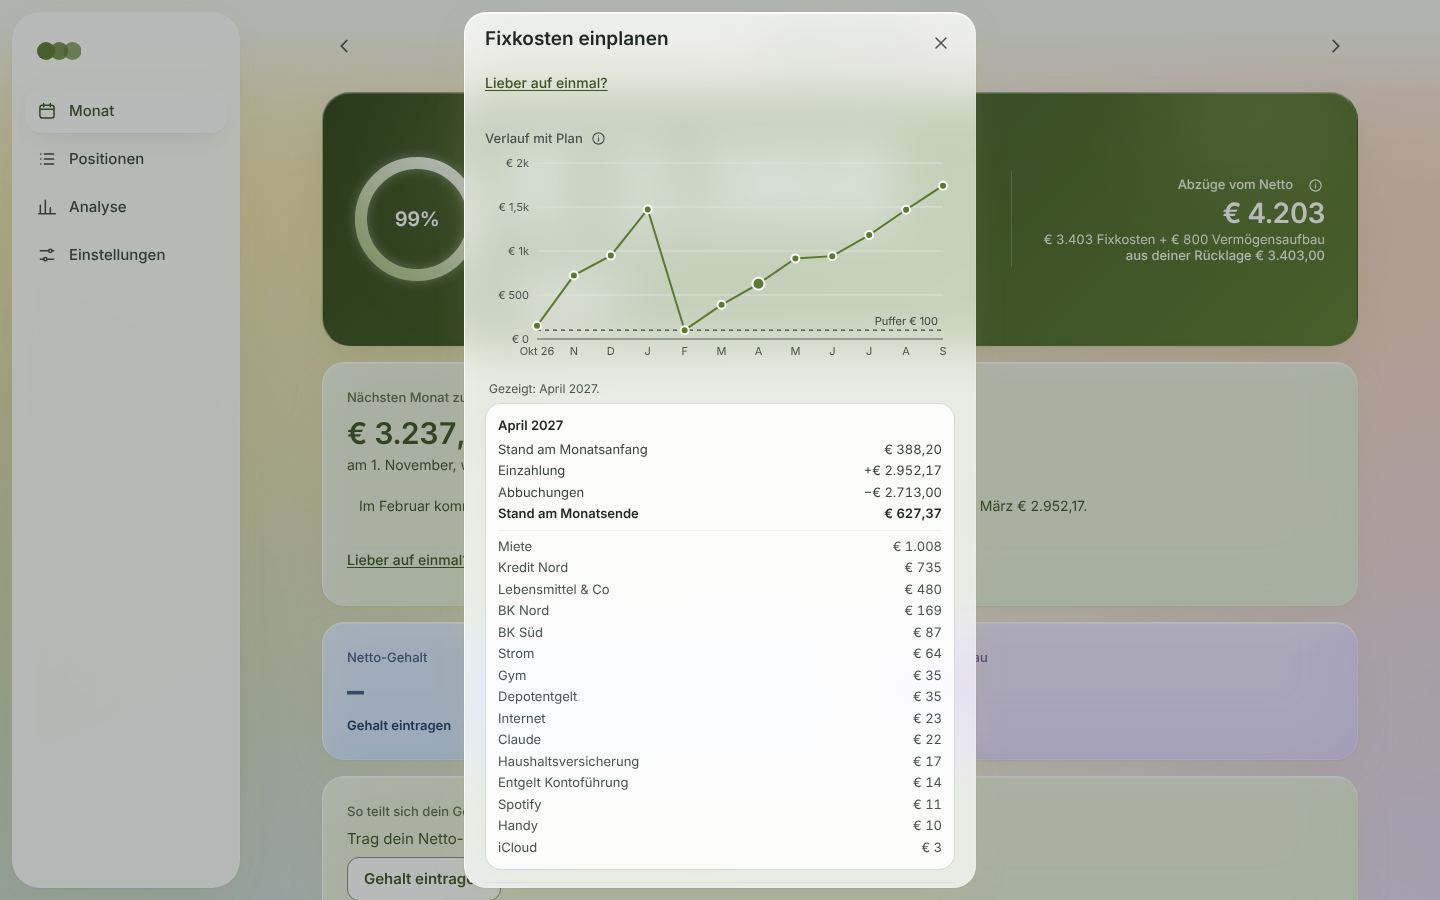 Fixkosten einplanen
Lieber auf einmal?
Verlauf mit Plan
€ 2k
€ 1,5k
€ 1k
€ 500
€ 0
Puffer € 100
Okt 26 N D J F M A M J J A S
Gezeigt: April 2027.
April 2027
Stand am Monatsanfang € 388,20
Einzahlung +€ 2.952,17
Abbuchungen −€ 2.713,00
Stand am Monatsende € 627,37
Miete € 1.008
Kredit Nord € 735
Lebensmittel & Co € 480
BK Nord € 169
BK Süd € 87
Strom € 64
Gym € 35
Depotentgelt € 35
Internet € 23
Claude € 22
Haushaltsversicherung € 17
Entgelt Kontoführung € 14
Spotify € 11
Handy € 10
iCloud € 3
Monat
Positionen
Analyse
Einstellungen
99%
Abzüge vom Netto
€ 4.203
€ 3.403 Fixkosten + € 800 Vermögensaufbau
aus deiner Rücklage € 3.403,00
Nächsten Monat
€ 3.237,
am 1. November,
Im Februar
März € 2.952,17.
Lieber auf einmal
Netto-Gehalt
–
Gehalt eintragen
So teilt sich dein
Trag dein Netto-
Gehalt